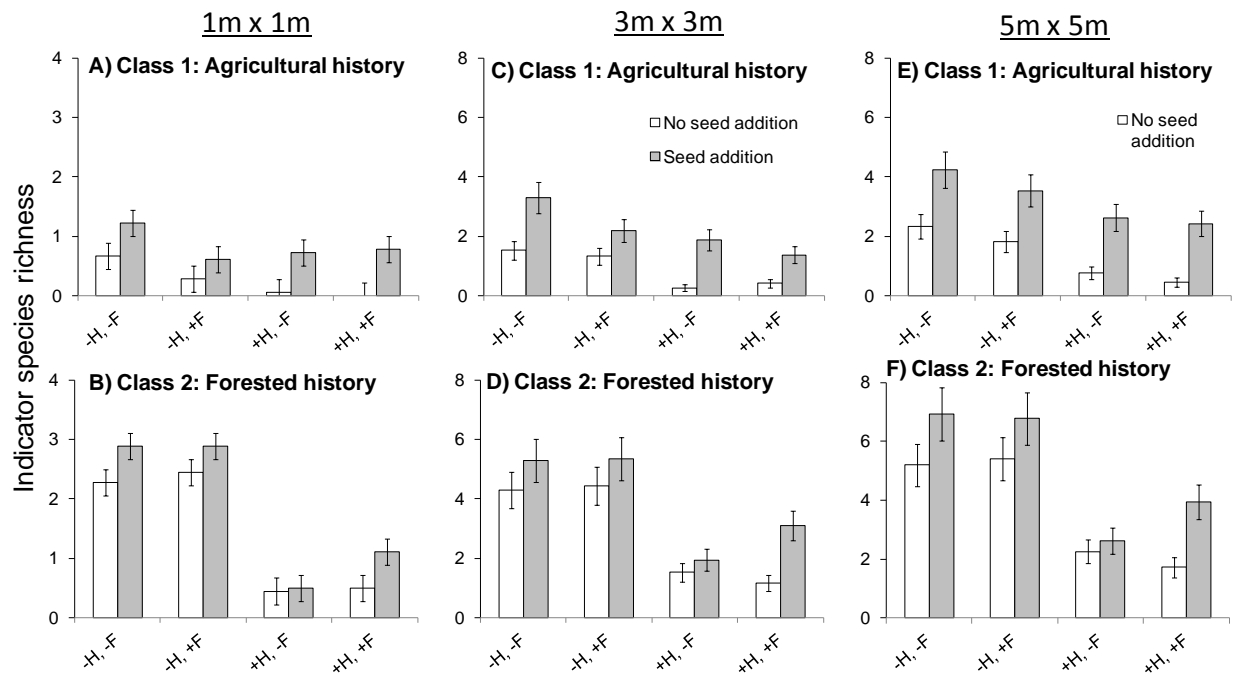 1m x 1m
3m x 3m
5m x 5m
Indicator species richness
A) Class 1: Agricultural history
4
3
2
1
0
-H, -F
-H, +F
+H, -F
+H, +F
C) Class 1: Agricultural history
No seed addition
Seed addition
8
6
4
2
0
-H, -F
-H, +F
+H, -F
+H, +F
E) Class 1: Agricultural history
No seed
addition
8
6
4
2
0
-H, -F
-H, +F
+H, -F
+H, +F
B) Class 2: Forested history
4
3
2
1
0
-H, -F
-H, +F
+H, -F
+H, +F
D) Class 2: Forested history
8
6
4
2
0
-H, -F
-H, +F
+H, -F
+H, +F
F) Class 2: Forested history
8
6
4
2
0
-H, -F
-H, +F
+H, -F
+H, +F